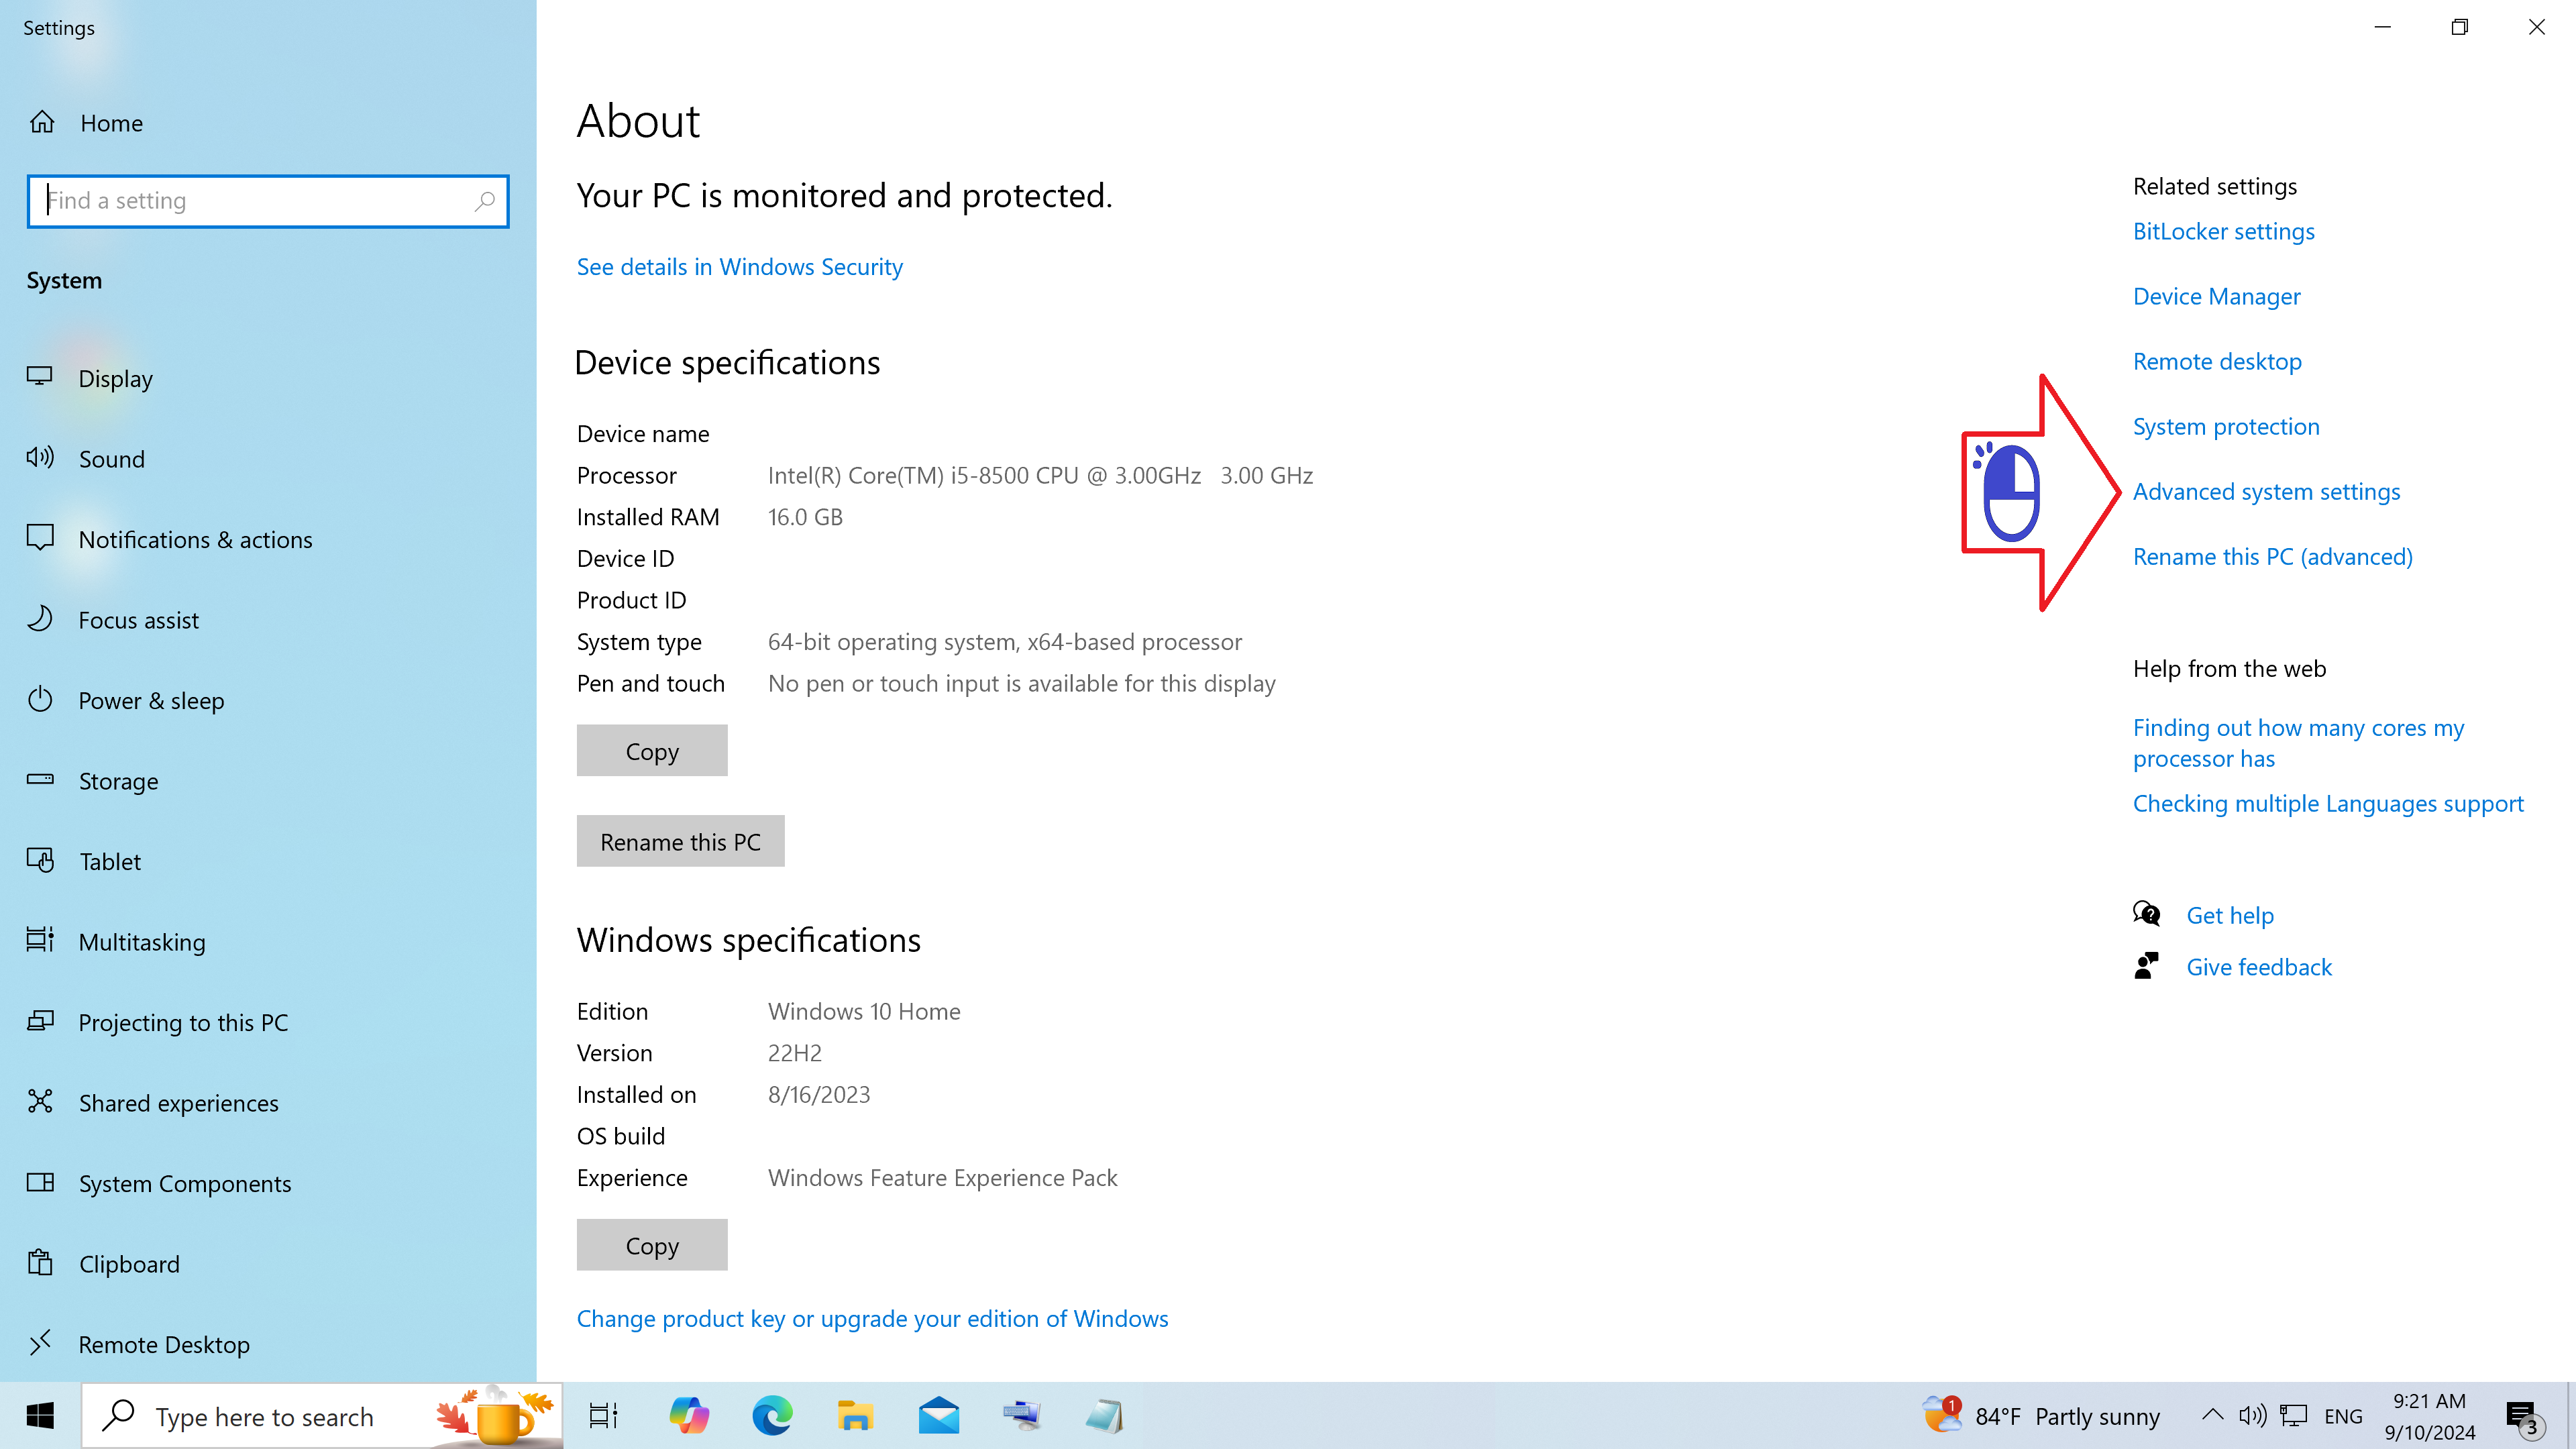 Settings
Home
Find a setting
System
Display
Sound
Notifications & actions
Focus assist
Power & sleep
Storage
Tablet
Multitasking
Projecting to this PC
Shared experiences
System Components
Clipboard
Remote Desktop
About
Your PC is monitored and protected.
See details in Windows Security
Device specifications
Device name
Processor Intel(R) Core(TM) i5-8500 CPU @ 3.00GHz 3.00 GHz
Installed RAM 16.0 GB
Device ID
Product ID
System type 64-bit operating system, x64-based processor
Pen and touch No pen or touch input is available for this display
Copy
Rename this PC
Windows specifications
Edition Windows 10 Home
Version 22H2
Installed on 8/16/2023
OS build
Experience Windows Feature Experience Pack
Copy
Change product key or upgrade your edition of Windows
Related settings
BitLocker settings
Device Manager
Remote desktop
System protection
Advanced system settings
Rename this PC (advanced)
Help from the web
Finding out how many cores my
processor has
Checking multiple Languages support
Get help
Give feedback
Type here to search
1
84°F Partly sunny
ENG
9:21 AM
9/10/2024
3